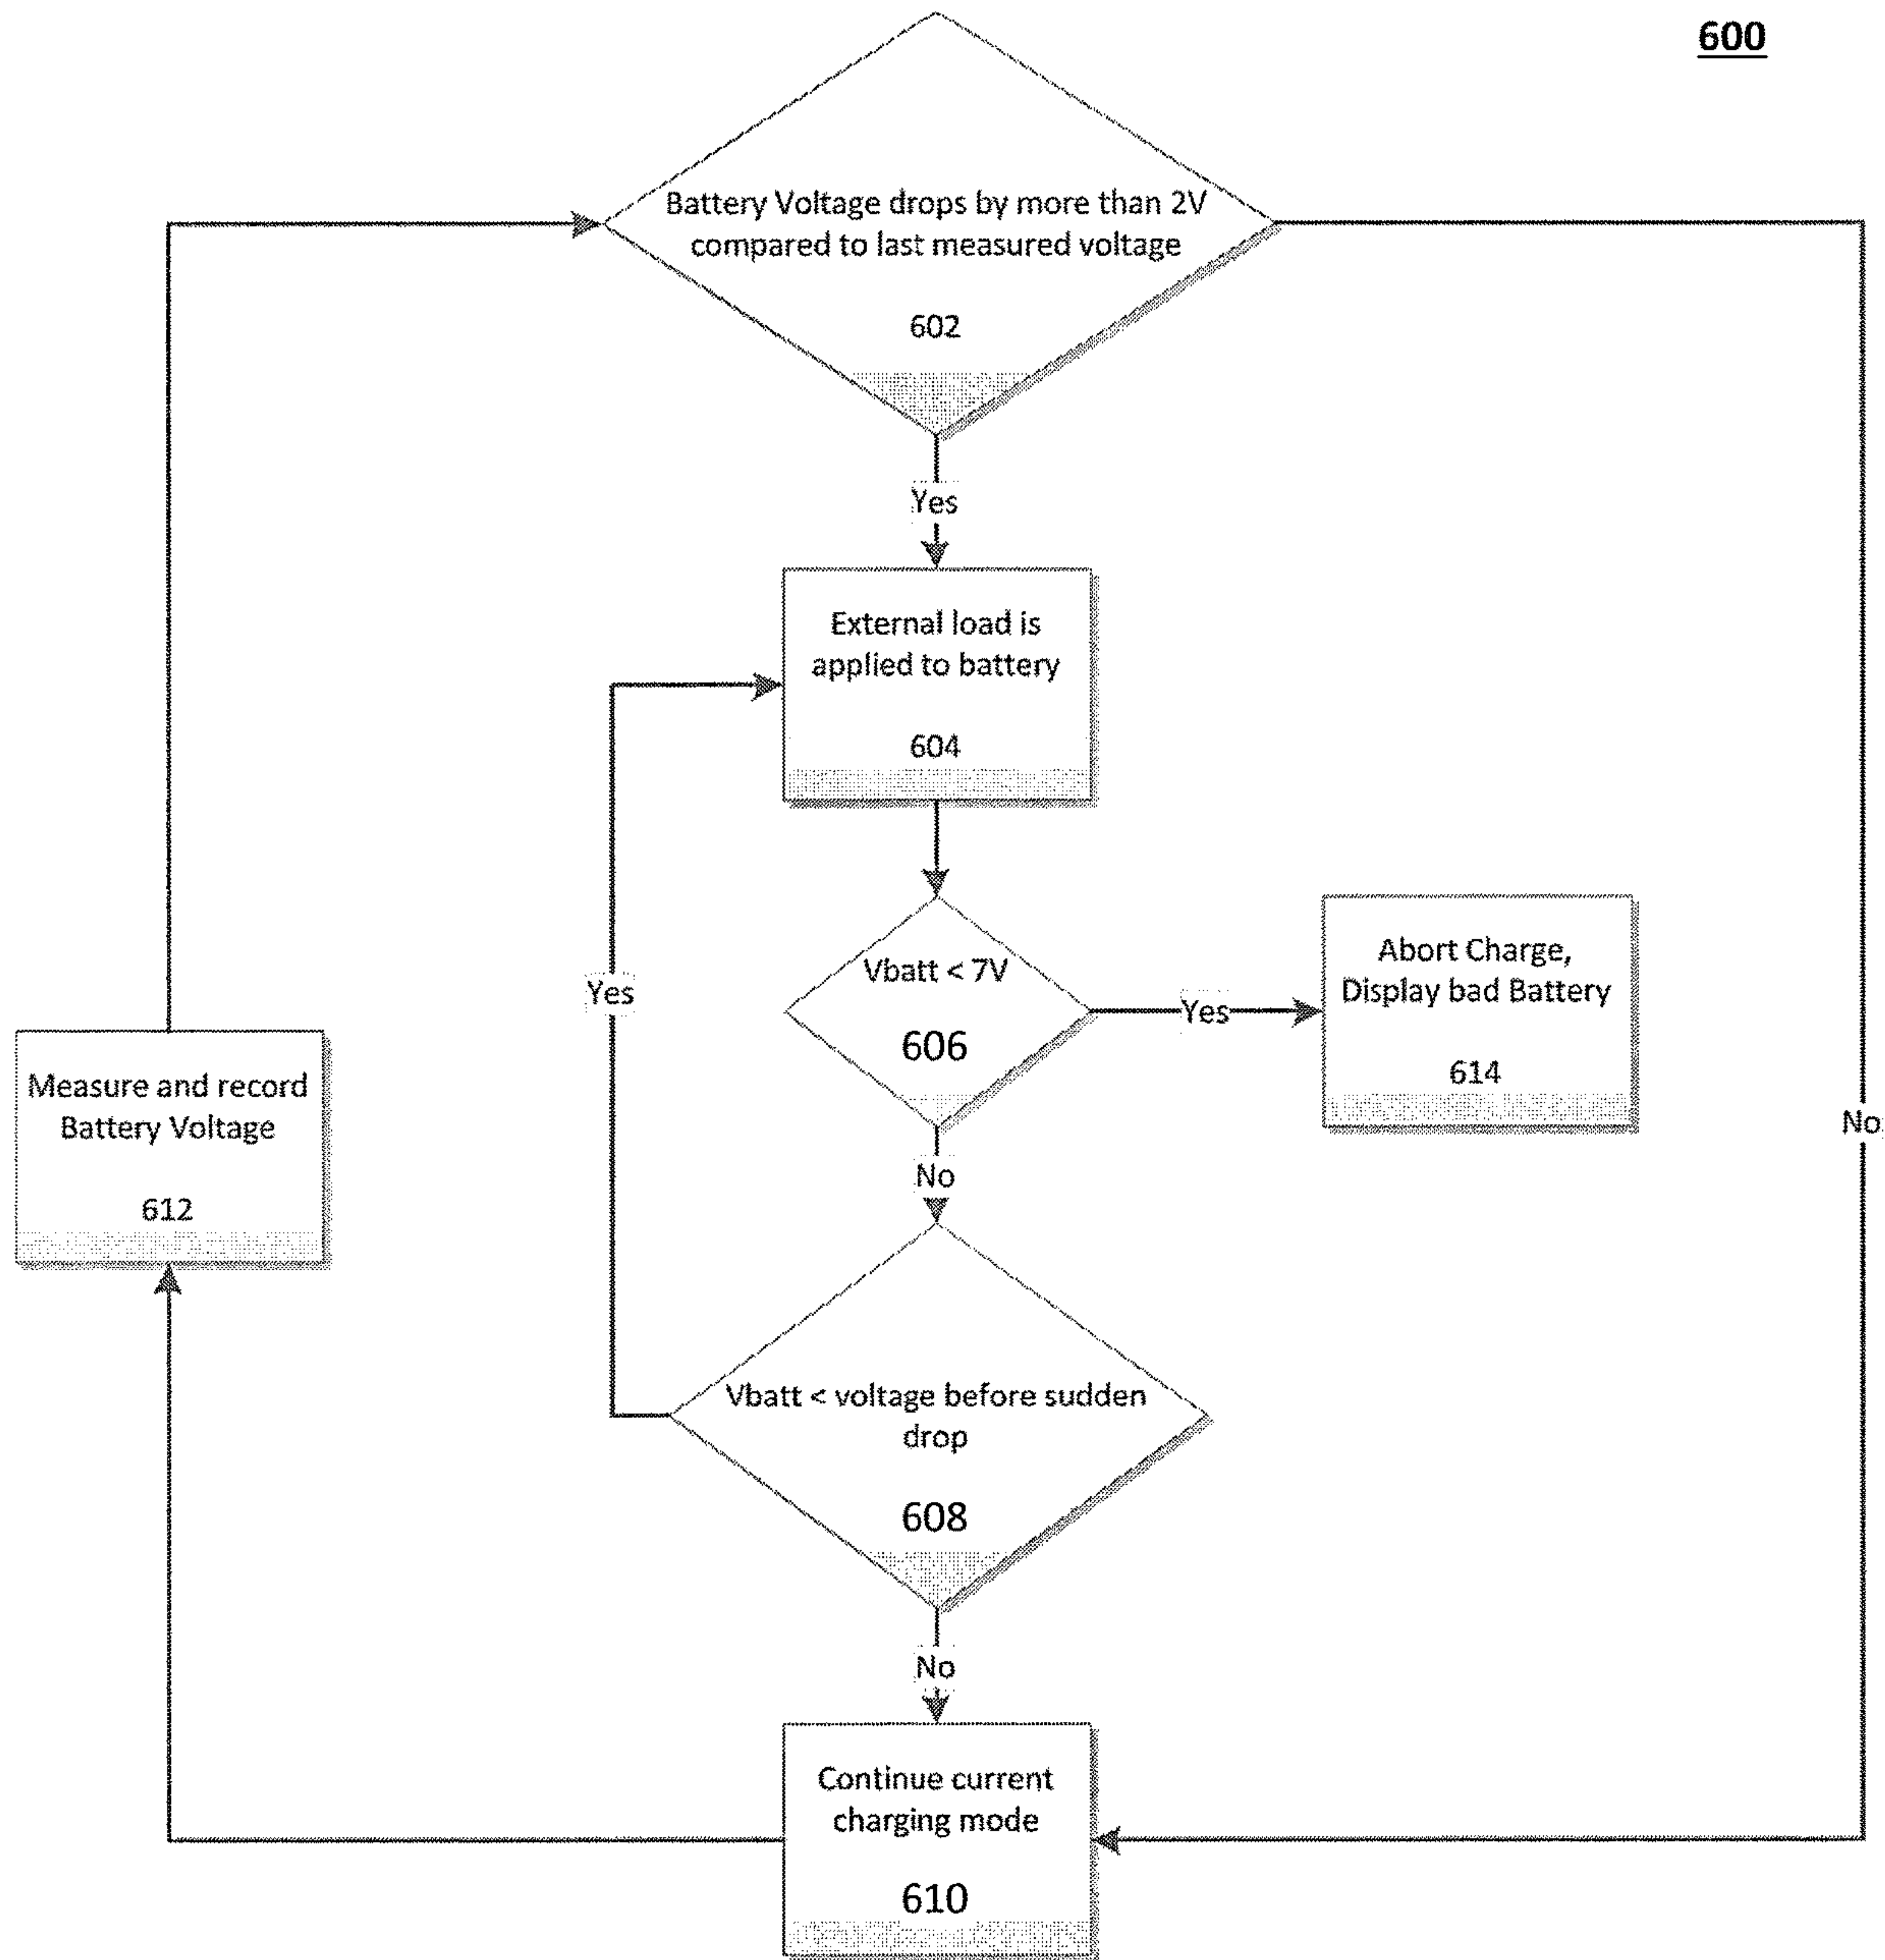 600
Battery Voltage drops by more than 2V
compared to last measured voltage
602
Yes
External load is
applied to battery
604
Vbatt < 7V
606
Yes
Abort Charge,
Display bad Battery
614
Yes
Measure and record
Battery Voltage
612
No
No
Vbatt < voltage before sudden
drop
608
No
Continue current
charging mode
610